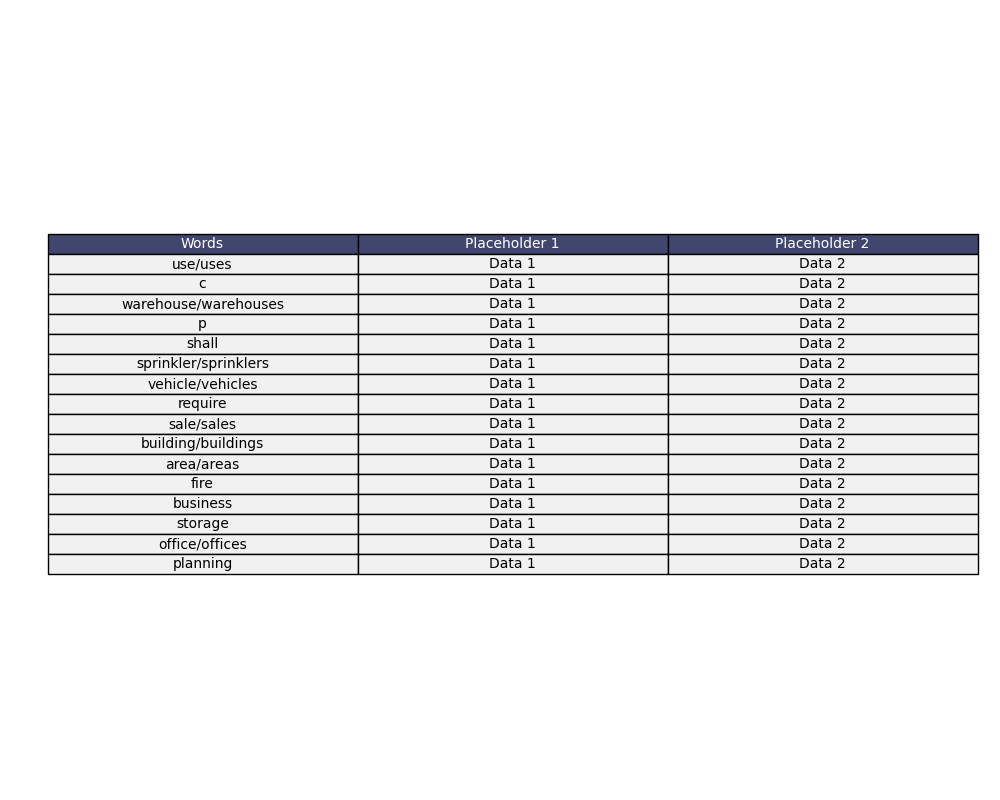 Words Placeholder 1 Placeholder 2
use/uses Data 1 Data 2
c Data 1 Data 2
warehouse/warehouses Data 1 Data 2
p Data 1 Data 2
shall Data 1 Data 2
sprinkler/sprinklers Data 1 Data 2
vehicle/vehicles Data 1 Data 2
require Data 1 Data 2
sale/sales Data 1 Data 2
building/buildings Data 1 Data 2
area/areas Data 1 Data 2
fire Data 1 Data 2
business Data 1 Data 2
storage Data 1 Data 2
office/offices Data 1 Data 2
planning Data 1 Data 2